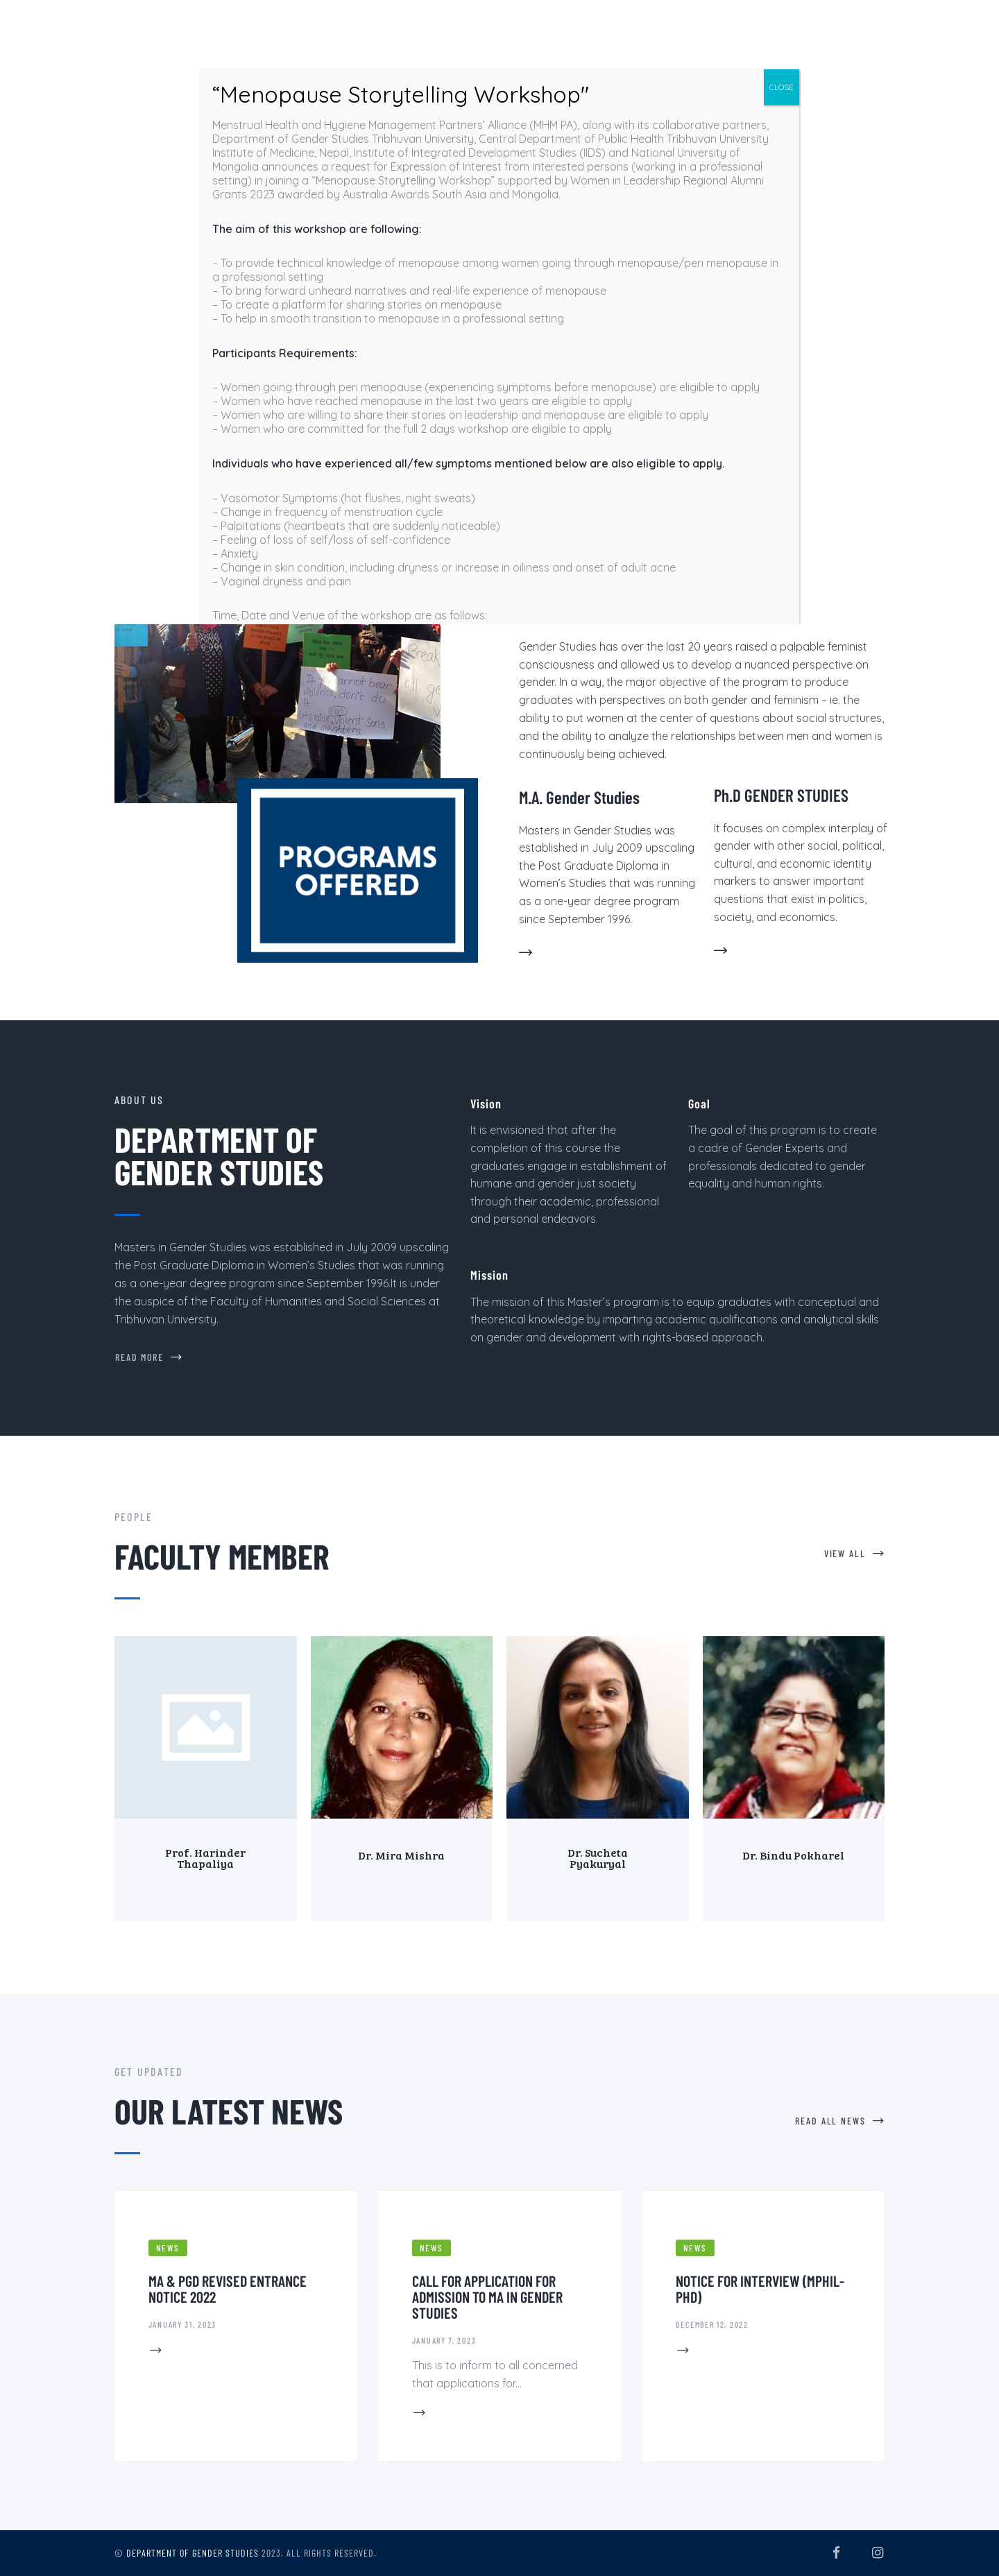 “Menopause Storytelling Workshop"
CLOSE
Menstrual Health and Hygiene Management Partners’ Alliance (MHM PA), along with its collaborative partners,
Department of Gender Studies Tribhuvan University, Central Department of Public Health Tribhuvan University
Institute of Medicine, Nepal, Institute of Integrated Development Studies (IIDS) and National University of
Mongolia announces a request for Expression of Interest from interested persons (working in a professional
setting) in joining a “Menopause Storytelling Workshop” supported by Women in Leadership Regional Alumni
Grants 2023 awarded by Australia Awards South Asia and Mongolia.
The aim of this workshop are following:
– To provide technical knowledge of menopause among women going through menopause/peri menopause in
a professional setting
– To bring forward unheard narratives and real-life experience of menopause
– To create a platform for sharing stories on menopause
– To help in smooth transition to menopause in a professional setting
Participants Requirements:
– Women going through peri menopause (experiencing symptoms before menopause) are eligible to apply
– Women who have reached menopause in the last two years are eligible to apply
– Women who are willing to share their stories on leadership and menopause are eligible to apply
– Women who are committed for the full 2 days workshop are eligible to apply
Individuals who have experienced all/few symptoms mentioned below are also eligible to apply.
– Vasomotor Symptoms (hot flushes, night sweats)
– Change in frequency of menstruation cycle
– Palpitations (heartbeats that are suddenly noticeable)
– Feeling of loss of self/loss of self-confidence
– Anxiety
– Change in skin condition, including dryness or increase in oiliness and onset of adult acne
– Vaginal dryness and pain
Time, Date and Venue of the workshop are as follows:
PROGRAMS
OFFERED
Gender Studies has over the last 20 years raised a palpable feminist
consciousness and allowed us to develop a nuanced perspective on
gender. In a way, the major objective of the program to produce
graduates with perspectives on both gender and feminism – ie. the
ability to put women at the center of questions about social structures,
and the ability to analyze the relationships between men and women is
continuously being achieved.
M.A. Gender Studies
Masters in Gender Studies was
established in July 2009 upscaling
the Post Graduate Diploma in
Women’s Studies that was running
as a one-year degree program
since September 1996.
Ph.D GENDER STUDIES
It focuses on complex interplay of
gender with other social, political,
cultural, and economic identity
markers to answer important
questions that exist in politics,
society, and economics.
ABOUT US
DEPARTMENT OF
GENDER STUDIES
Masters in Gender Studies was established in July 2009 upscaling
the Post Graduate Diploma in Women’s Studies that was running
as a one-year degree program since September 1996.It is under
the auspice of the Faculty of Humanities and Social Sciences at
Tribhuvan University.
READ MORE
Vision
It is envisioned that after the
completion of this course the
graduates engage in establishment of
humane and gender just society
through their academic, professional
and personal endeavors.
Goal
The goal of this program is to create
a cadre of Gender Experts and
professionals dedicated to gender
equality and human rights.
Mission
The mission of this Master’s program is to equip graduates with conceptual and
theoretical knowledge by imparting academic qualifications and analytical skills
on gender and development with rights-based approach.
PEOPLE
FACULTY MEMBER
VIEW ALL
Prof. Harinder
Thapaliya
Dr. Mira Mishra
Dr. Sucheta
Pyakuryal
Dr. Bindu Pokharel
GET UPDATED
OUR LATEST NEWS
READ ALL NEWS
NEWS
MA & PGD REVISED ENTRANCE
NOTICE 2022
JANUARY 31, 2023
NEWS
CALL FOR APPLICATION FOR
ADMISSION TO MA IN GENDER
STUDIES
JANUARY 7, 2023
This is to inform to all concerned
that applications for...
NEWS
NOTICE FOR INTERVIEW (MPHIL-
PHD)
DECEMBER 12, 2022
© DEPARTMENT OF GENDER STUDIES 2023. ALL RIGHTS RESERVED.